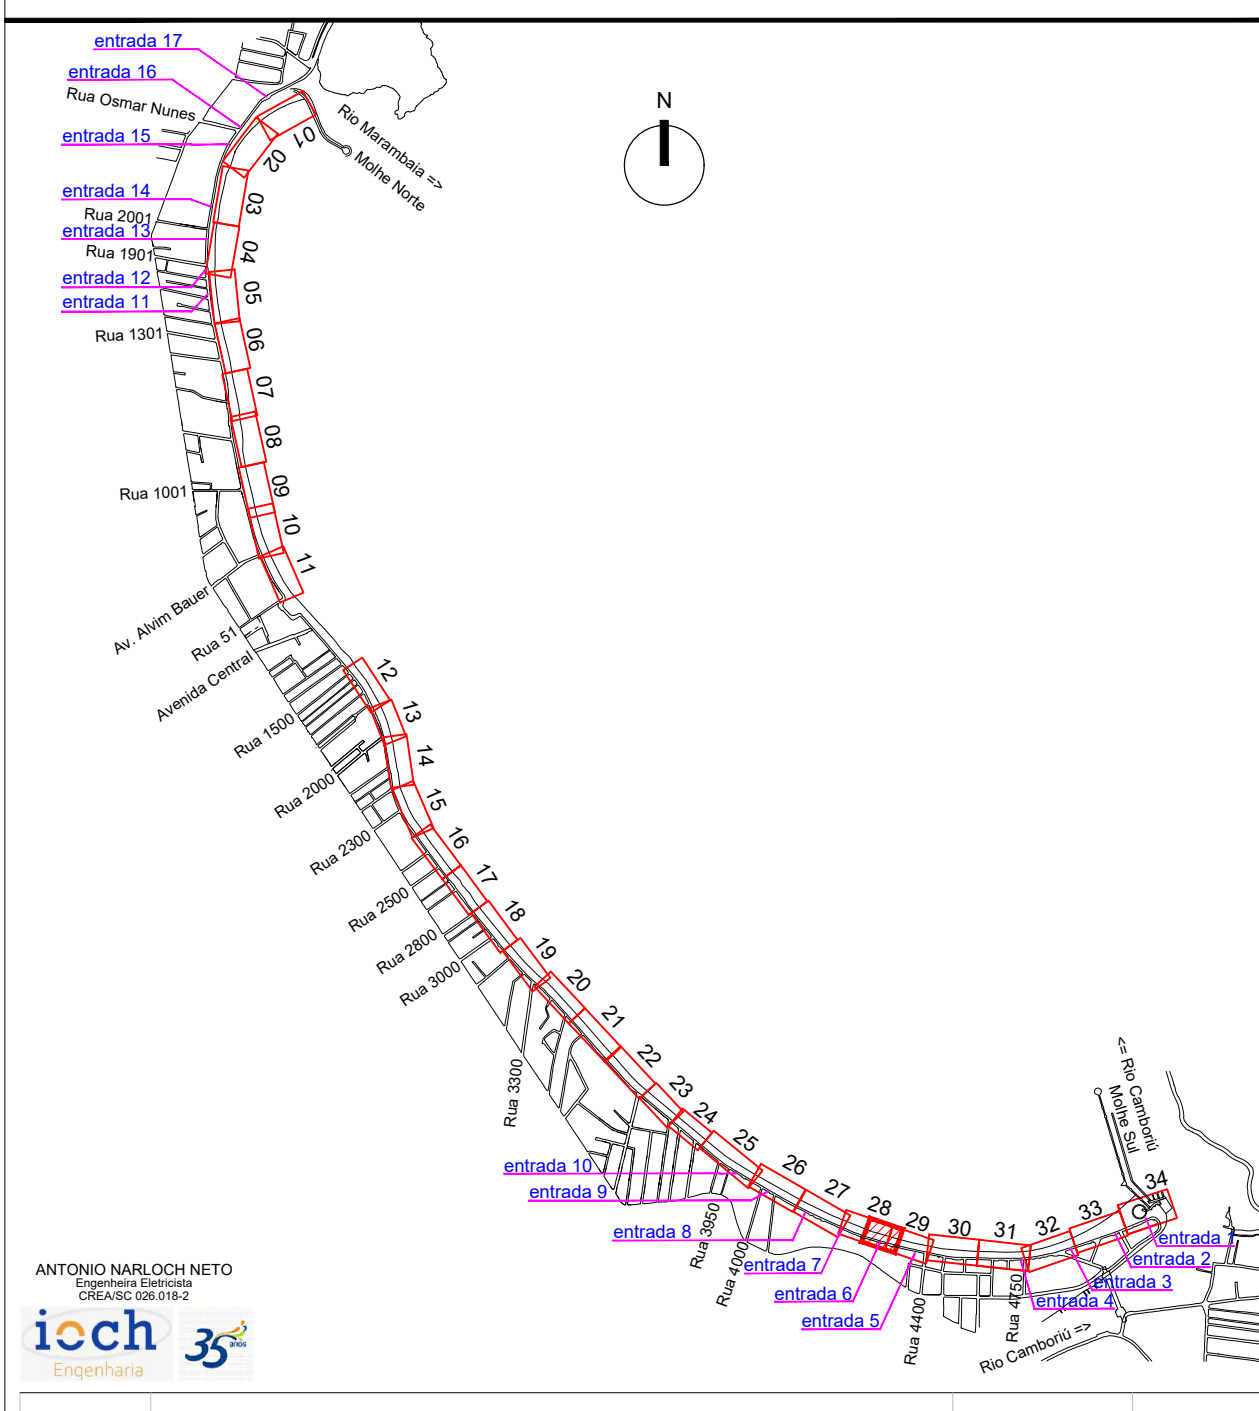 entrada 17
entrada 16
Rua Osmar Nunes
entrada 15
entrada 14
Rua 2001
entrada 13
Rua 1901
entrada 12
entrada 11
Rua 1301
Rua 1001
Av. Alvim Bauer
Rua 51
Avenida Central
Rua 1500
Rua 2000
Rua 2300
Rua 2500
Rua 2800
Rua 3000
Rua 3300
Rio Marambaia =>
Molhe Norte
N
01
02
03
04
05
06
07
08
09
10
11
12
13
14
15
16
17
18
19
20
21
22
23
24
25
26
27
28
29
30
31
32
33
34
<= Rio Camboriú
Molhe Sul
entrada 10
entrada 9
entrada 8
Rua 3950
Rua 4000
entrada 7
entrada 6
entrada 5
Rua 4400
Rua 4750
entrada 4
entrada 3
entrada 2
entrada 1
Rio Camboriú =>
ANTONIO NARLOCH NETO
Engenheira Eletricista
CREA/SC 026.018-2
ioch
Engenharia
35
anos